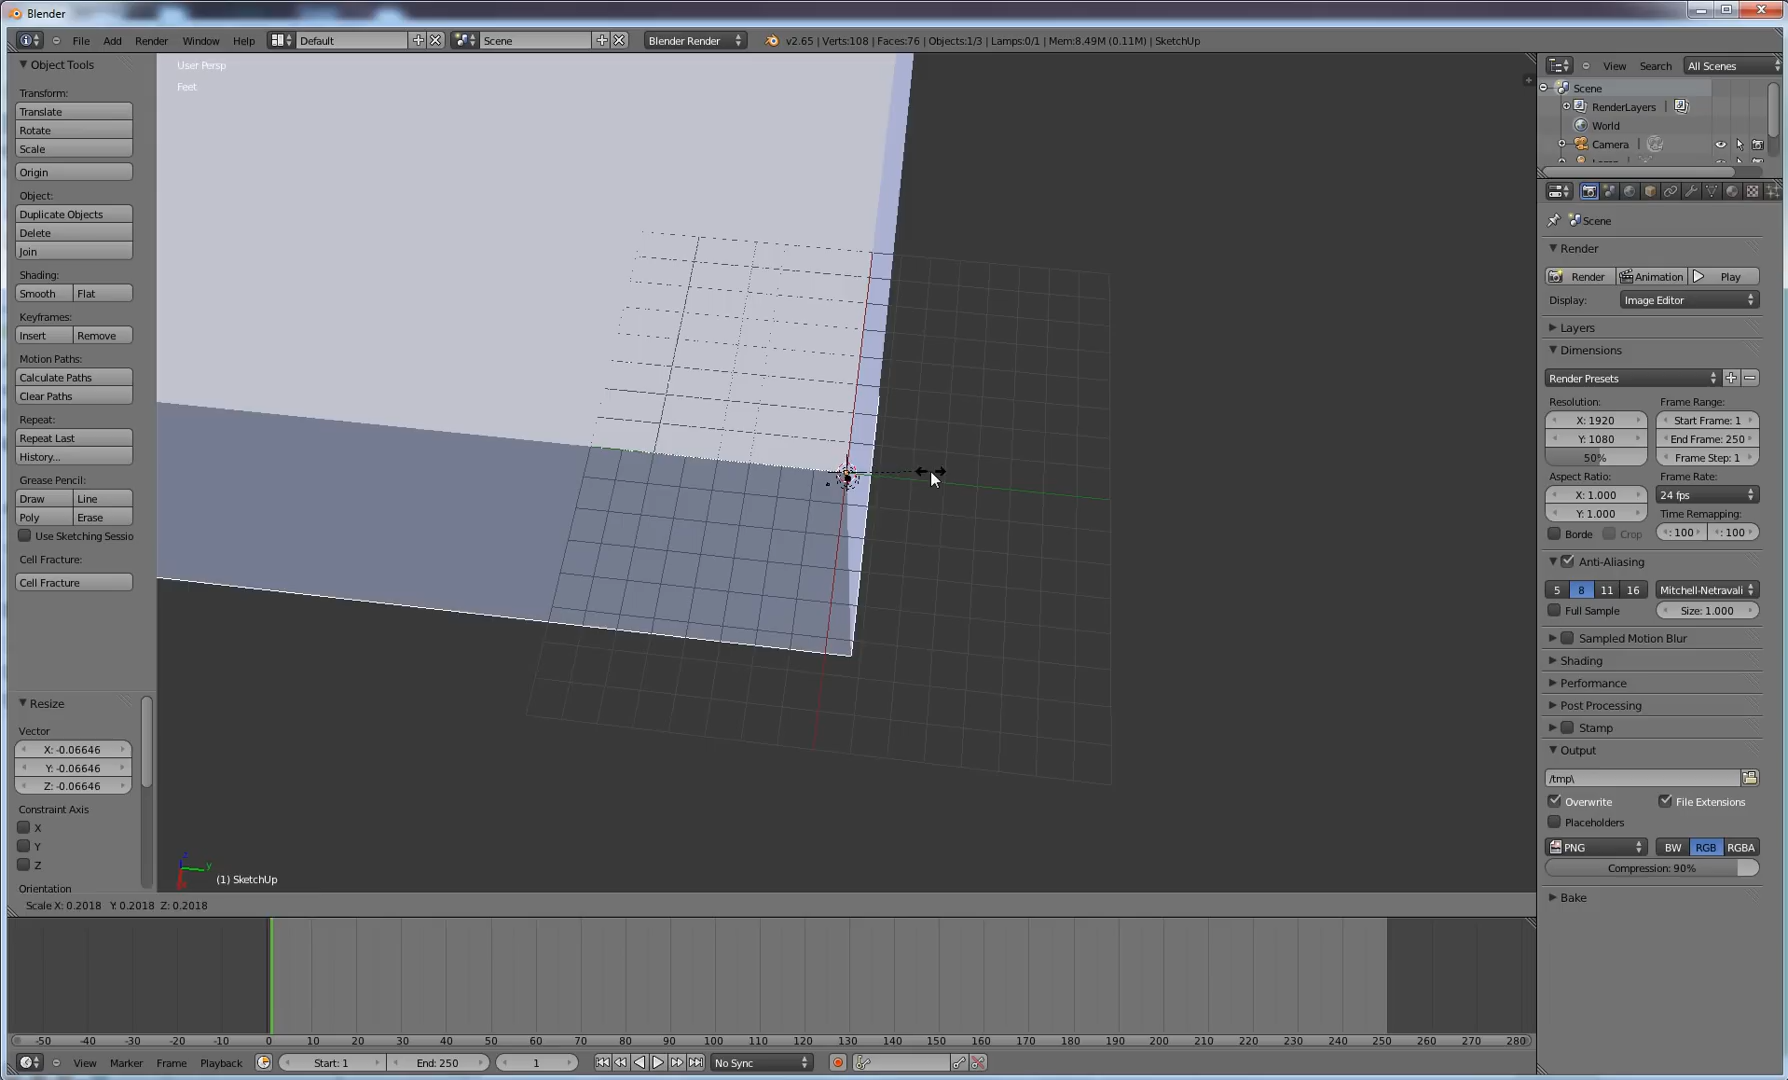 Blender
File Add Render Window Help Default Scene Blender Render v2.65 | Verts:108 | Faces:76 | Objects:1/3 | Lamps:0/1 | Mem:8.49M (0.11M) | SketchUp
Object Tools
Transform:
Translate
Rotate
Scale
Origin
Object:
Duplicate Objects
Delete
Join
Shading:
Smooth Flat
Keyframes:
Insert Remove
Motion Paths:
Calculate Paths
Clear Paths
Repeat:
Repeat Last
History...
Grease Pencil:
Draw Line
Poly Erase
Use Sketching Sessio
Cell Fracture:
Cell Fracture
Resize
Vector
X: -0.06646
Y: -0.06646
Z: -0.06646
Constraint Axis
X
Y
Z
Orientation
User Persp
Feet
z
y
(1) SketchUp
Scale X: 0.2018 Y: 0.2018 Z: 0.2018
View Search All Scenes
Scene
RenderLayers
World
Camera
Scene
Render
Render Animation Play
Display: Image Editor
Layers
Dimensions
Render Presets
Resolution: Frame Range:
X: 1920 Start Frame: 1
Y: 1080 End Frame: 250
50% Frame Step: 1
Aspect Ratio: Frame Rate:
X: 1.000 24 fps
Y: 1.000 Time Remapping:
Borde Crop : 100 : 100
Anti-Aliasing
5 8 11 16 Mitchell-Netravali
Full Sample Size: 1.000
Sampled Motion Blur
Shading
Performance
Post Processing
Stamp
Output
/tmp\
Overwrite File Extensions
Placeholders
PNG BW RGB RGBA
Compression: 90%
Bake
-50 -40 -30 -20 -10 0 10 20 30 40 50 60 70 80 90 100 110 120 130 140 150 160 170 180 190 200 210 220 230 240 250 260 270 280
View Marker Frame Playback Start: 1 End: 250 1 No Sync